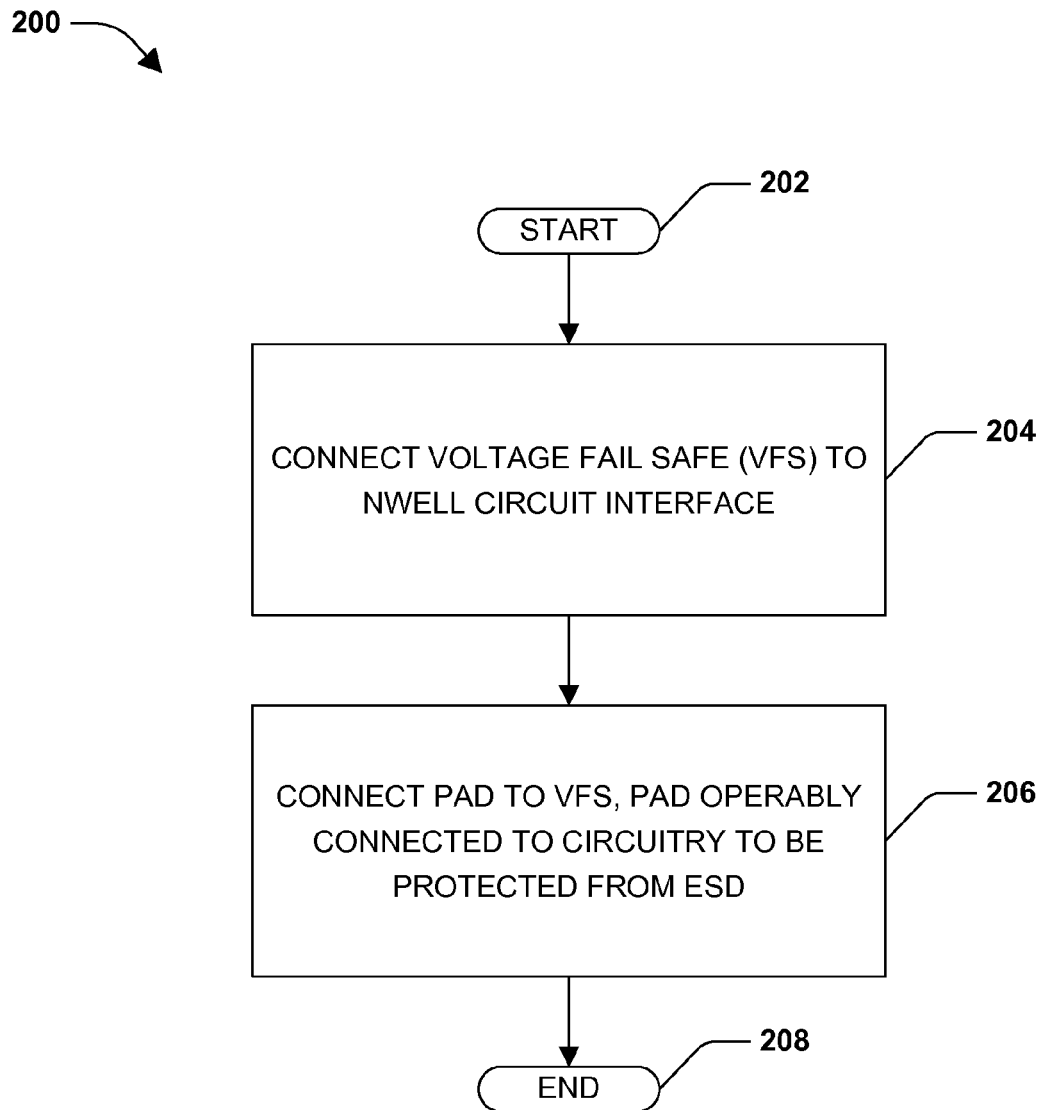 200
202
START
CONNECT VOLTAGE FAIL SAFE (VFS) TO
NWELL CIRCUIT INTERFACE
204
CONNECT PAD TO VFS, PAD OPERABLY
CONNECTED TO CIRCUITRY TO BE
PROTECTED FROM ESD
206
208
END